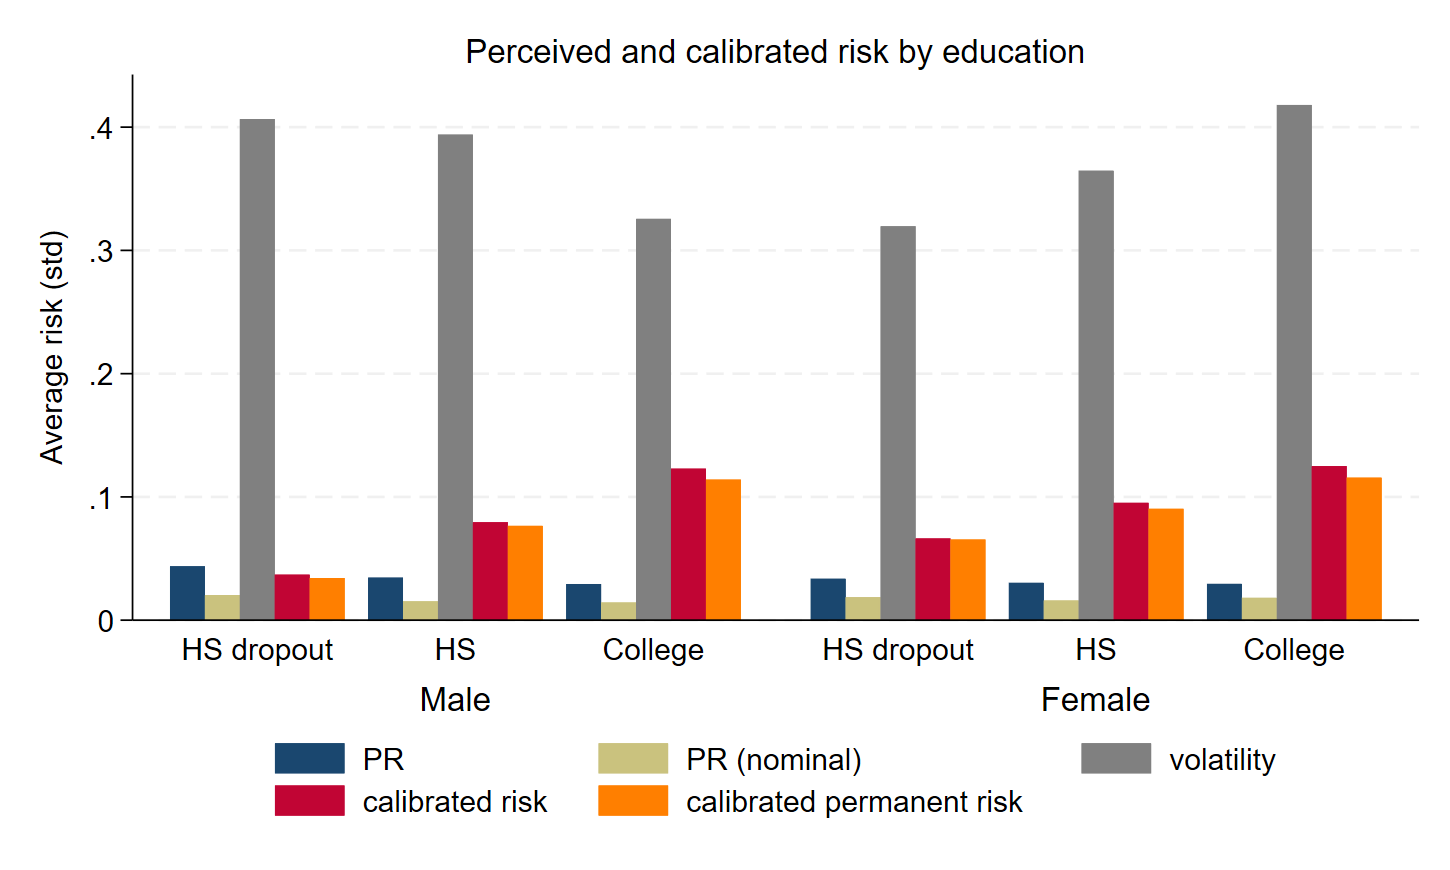 Perceived and calibrated risk by education
Average risk (std)
.4
.3
.2
.1
0
HS dropout HS College HS dropout HS College
Male Female
PR PR (nominal) volatility
calibrated risk calibrated permanent risk